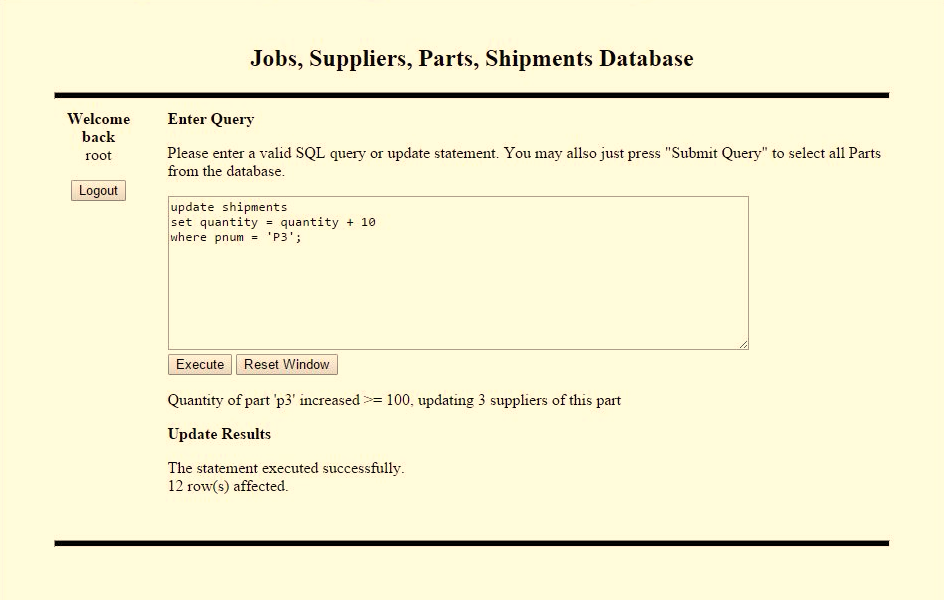 Jobs, Suppliers, Parts, Shipments Database
Welcome
back
root
Logout
Enter Query
Please enter a valid SQL query or update statement. You may allso just press "Submit Query" to select all Parts
from the database.
update shipments
set quantity = quantity + 10
where pnum = 'P3';
Execute Reset Window
Quantity of part 'p3' increased >= 100, updating 3 suppliers of this part
Update Results
The statement executed successfully.
12 row(s) affected.